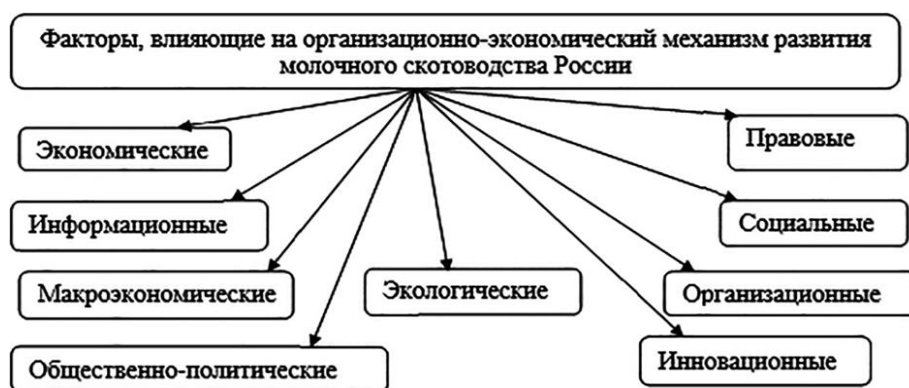 Факторы, влияющие на организационно-экономический механизм развития
молочного скотоводства России
Экономические
Правовые
Информационные
Социальные
Макроэкономические
Экологические
Организационные
Общественно-политические
Инновационные